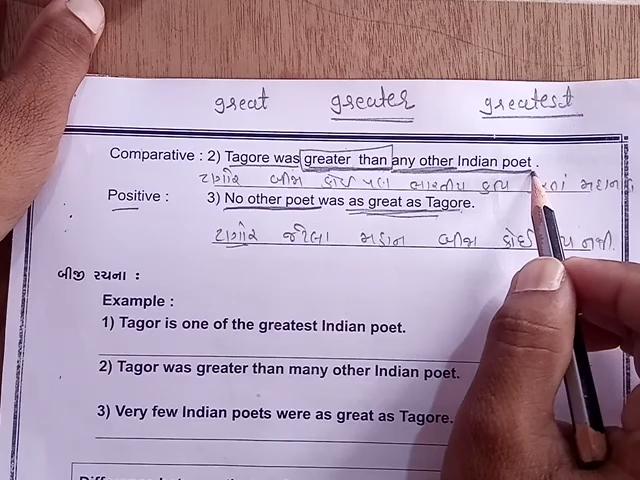 great greater greatest
Comparative : 2) Tagore was greater than any other Indian poet .
ટાગોર બીજા કોઈ પણ ભારતીય મહાન
Positive : 3) No other poet was as great as Tagore.
ટાગોર જેટલા મહાન બીજા કોઈ નથી.
બીજી રચના :
Example :
1) Tagor is one of the greatest Indian poet.
2) Tagor was greater than many other Indian poet.
3) Very few Indian poets were as great as Tagore.